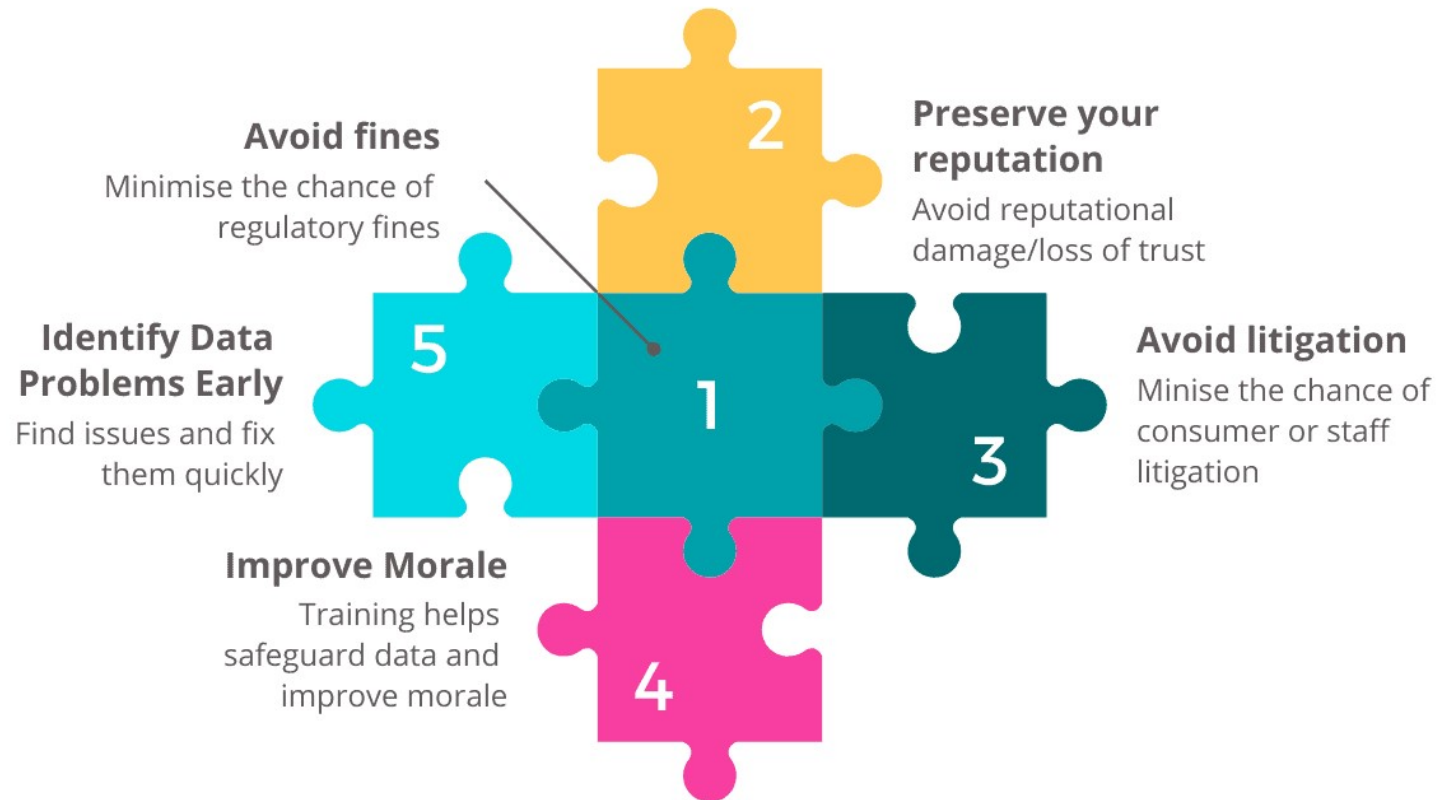 1
Avoid fines
Minimise the chance of
regulatory fines
2
Preserve your
reputation
Avoid reputational
damage/loss of trust
3
Avoid litigation
Minise the chance of
consumer or staff
litigation
4
Improve Morale
Training helps
safeguard data and
improve morale
5
Identify Data
Problems Early
Find issues and fix
them quickly